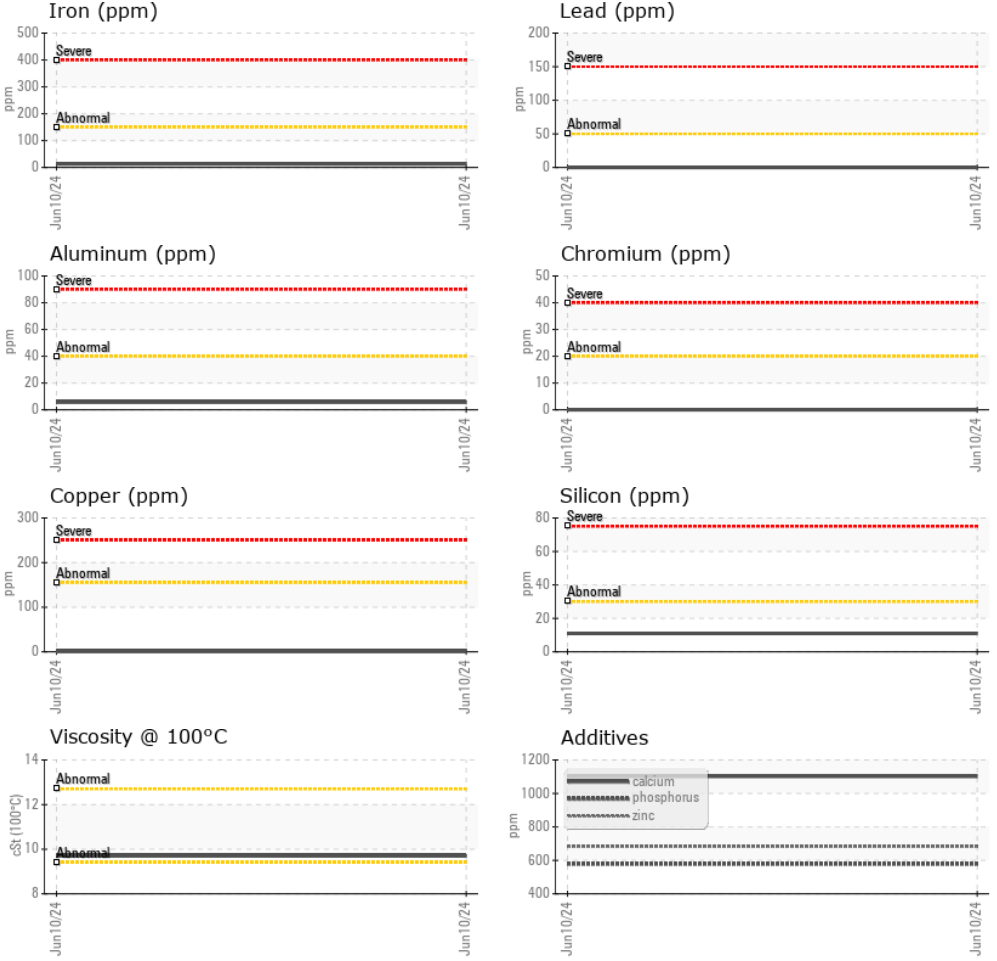 Iron (ppm)
500
400
300
200
100
0
ppm
Severe
Abnormal
Jun10/24
Jun10/24
Lead (ppm)
200
150
100
50
0
ppm
Severe
Abnormal
Jun10/24
Jun10/24
Aluminum (ppm)
100
80
60
40
20
0
ppm
Severe
Abnormal
Jun10/24
Jun10/24
Chromium (ppm)
50
40
30
20
10
0
ppm
Severe
Abnormal
Jun10/24
Jun10/24
Copper (ppm)
300
200
100
0
ppm
Severe
Abnormal
Jun10/24
Jun10/24
Silicon (ppm)
80
60
40
20
0
ppm
Severe
Abnormal
Jun10/24
Jun10/24
Viscosity @ 100°C
14
12
10
8
cSt (100°C)
Abnormal
Abnormal
Jun10/24
Jun10/24
Additives
1200
1000
800
600
400
ppm
calcium
phosphorus
zinc
Jun10/24
Jun10/24